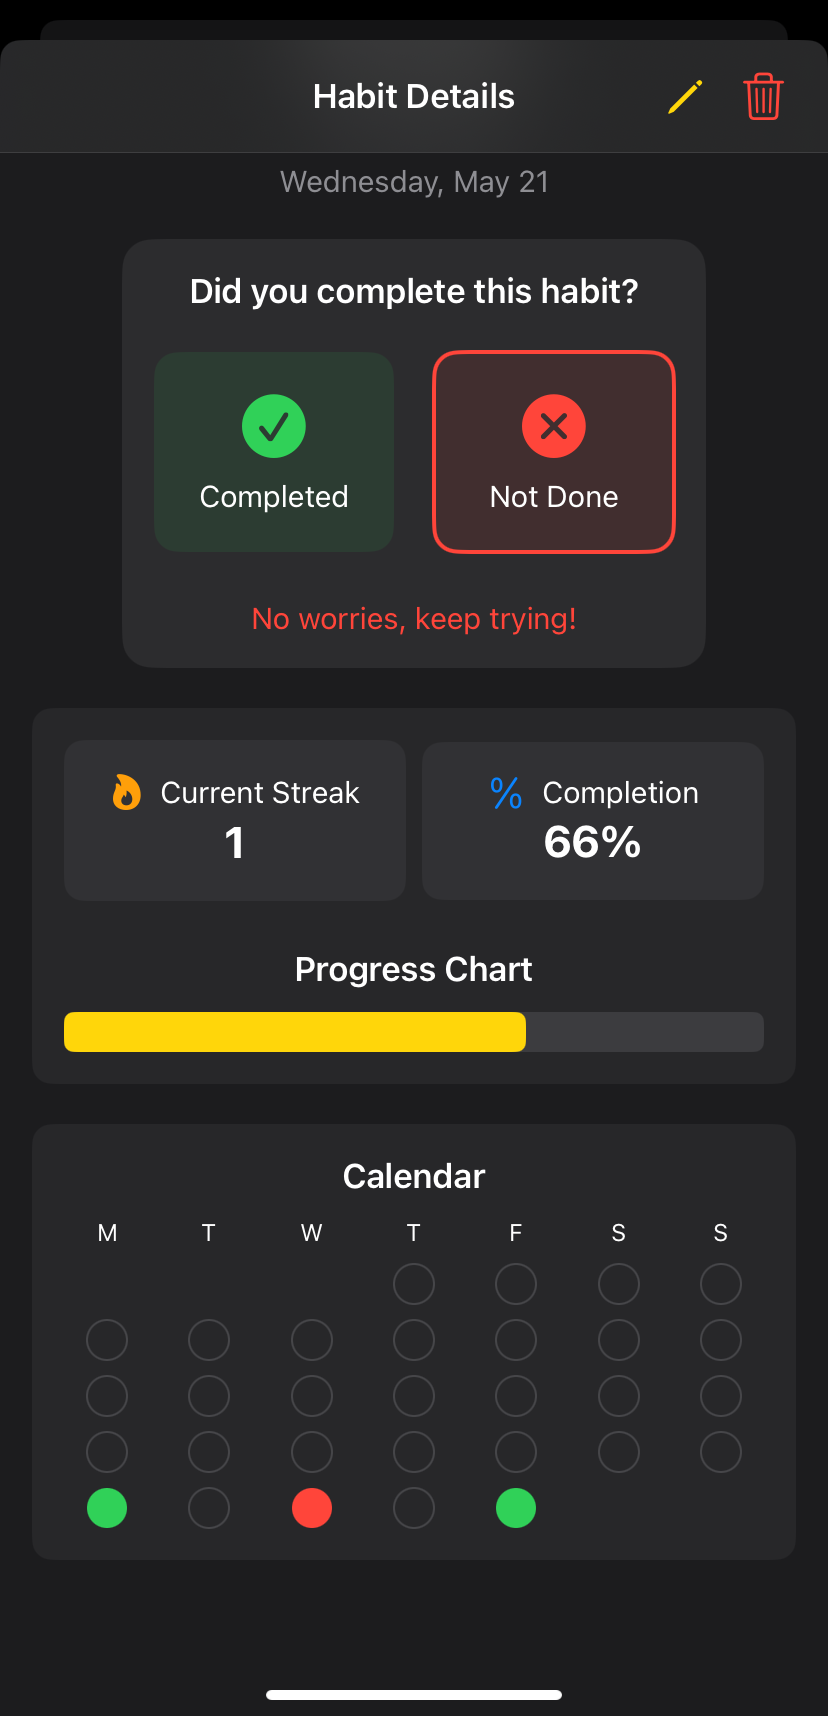 Habit Details
Wednesday, May 21
Did you complete this habit?
Completed
Not Done
No worries, keep trying!
Current Streak
1
% Completion
66%
Progress Chart
Calendar
M T W T F S S